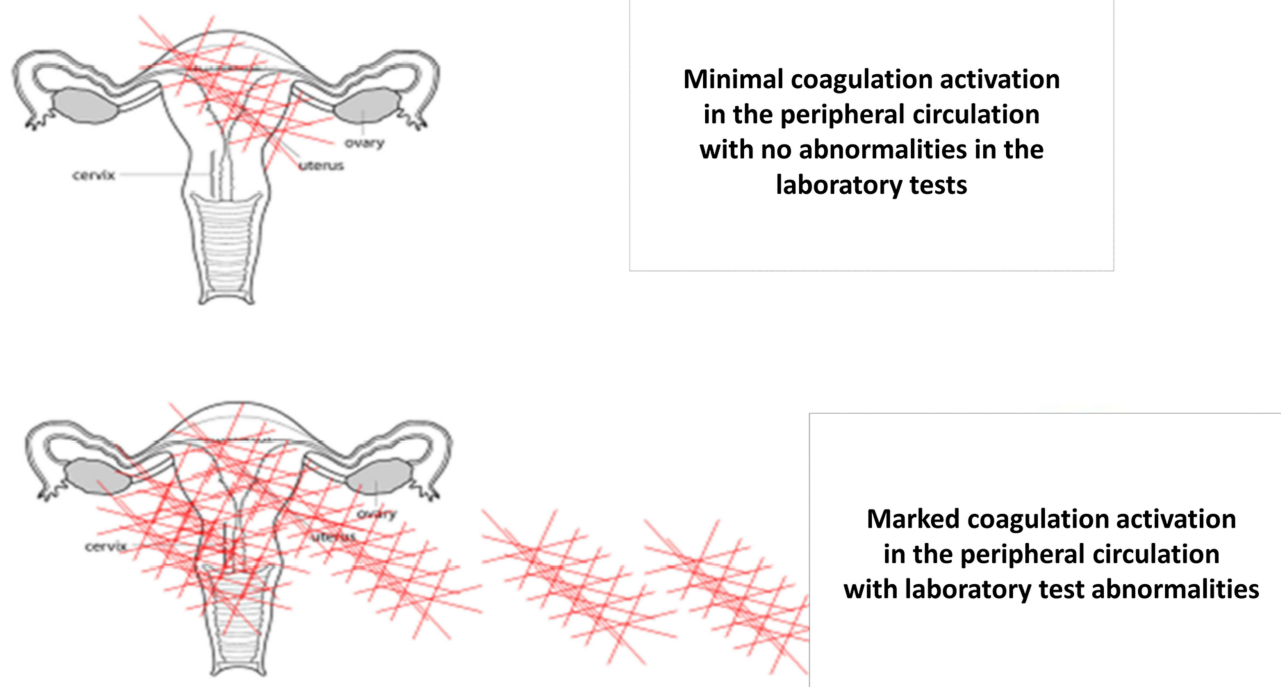 ovary
uterus
cervix
Minimal coagulation activation
in the peripheral circulation
with no abnormalities in the
laboratory tests
ovary
uterus
cervix
Marked coagulation activation
in the peripheral circulation
with laboratory test abnormalities